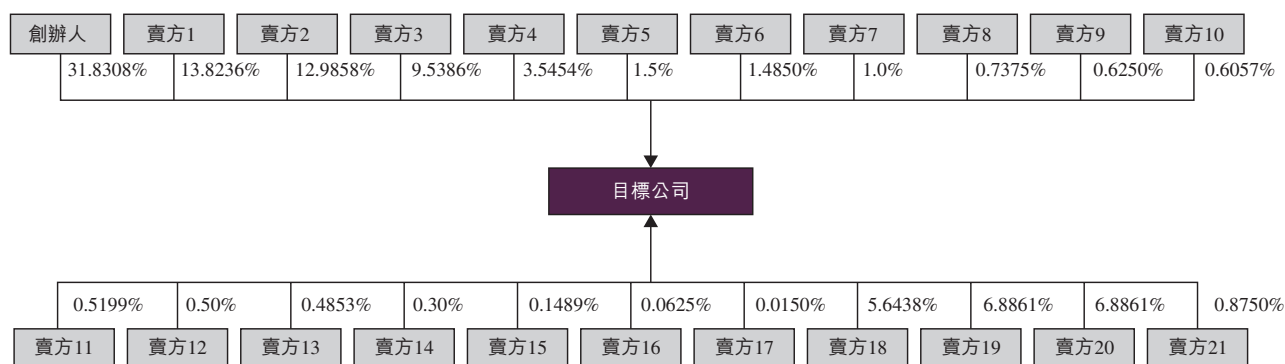 創辦人 賣方1 賣方2 賣方3 賣方4 賣方5 賣方6 賣方7 賣方8 賣方9 賣方10
31.8308% 13.8236% 12.9858% 9.5386% 3.5454% 1.5% 1.4850% 1.0% 0.7375% 0.6250% 0.6057%
目標公司
0.5199% 0.50% 0.4853% 0.30% 0.1489% 0.0625% 0.0150% 5.6438% 6.8861% 6.8861% 0.8750%
賣方11 賣方12 賣方13 賣方14 賣方15 賣方16 賣方17 賣方18 賣方19 賣方20 賣方21